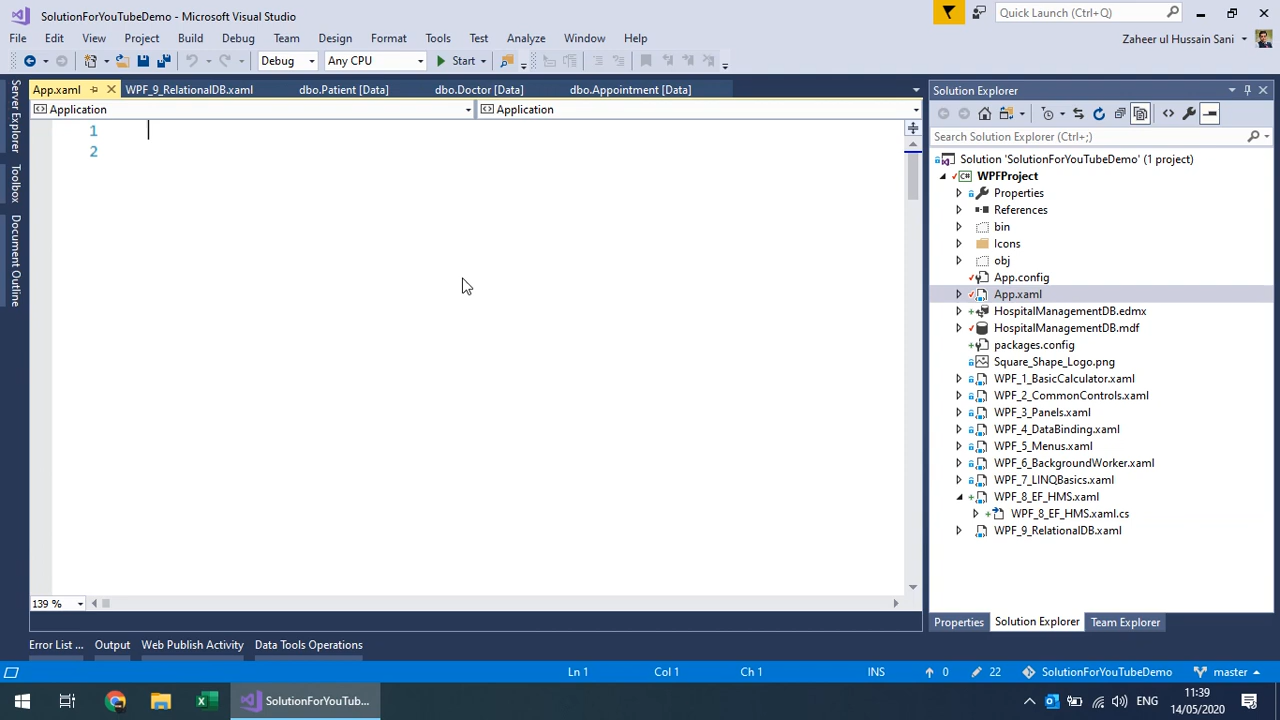 SolutionForYouTubeDemo - Microsoft Visual Studio
Quick Launch (Ctrl+Q)
File Edit View Project Build Debug Team Design Format Tools Test Analyze Window Help
Zaheer ul Hussain Sani
Debug Any CPU Start
App.xaml WPF_9_RelationalDB.xaml dbo.Patient [Data] dbo.Doctor [Data] dbo.Appointment [Data]
Application Application
1
2
Server Explorer
Toolbox
Document Outline
Solution Explorer
Search Solution Explorer (Ctrl+;)
Solution 'SolutionForYouTubeDemo' (1 project)
C# WPFProject
Properties
References
bin
Icons
obj
App.config
App.xaml
HospitalManagementDB.edmx
HospitalManagementDB.mdf
packages.config
Square_Shape_Logo.png
WPF_1_BasicCalculator.xaml
WPF_2_CommonControls.xaml
WPF_3_Panels.xaml
WPF_4_DataBinding.xaml
WPF_5_Menus.xaml
WPF_6_BackgroundWorker.xaml
WPF_7_LINQBasics.xaml
WPF_8_EF_HMS.xaml
WPF_8_EF_HMS.xaml.cs
WPF_9_RelationalDB.xaml
139 %
Properties Solution Explorer Team Explorer
Error List ... Output Web Publish Activity Data Tools Operations
Ln 1 Col 1 Ch 1 INS 0 22 SolutionForYouTubeDemo master
SolutionForYouTub...
ENG
11:39
14/05/2020